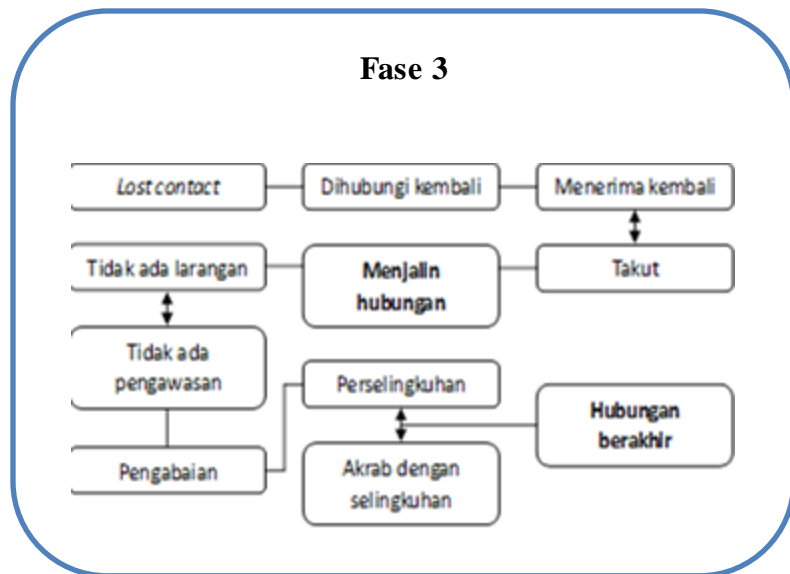 Fase 3
Lost contact
Dihubungi kembali
Menerima kembali
Tidak ada larangan
Menjalin
hubungan
Takut
Tidak ada
pengawasan
Perselingkuhan
Hubungan
berakhir
Pengabaian
Akrab dengan
selingkuhan